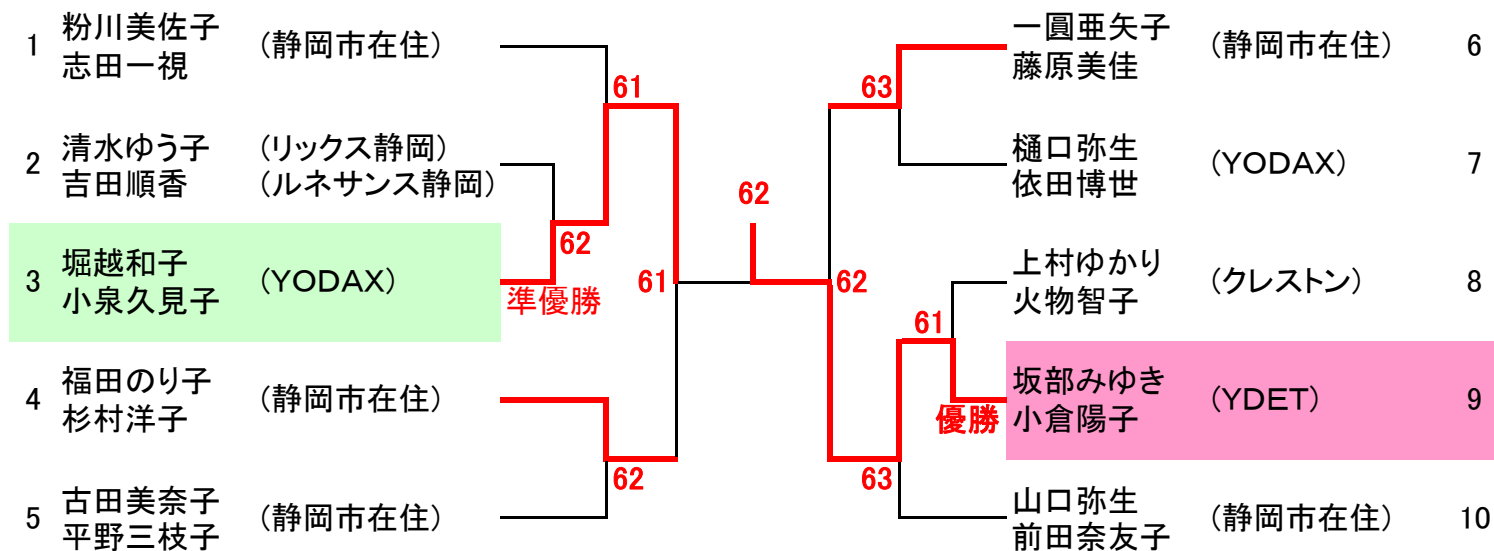 1 粉川美佐子 (静岡市在住)
志田一視
61
2 清水ゆう子 (リックス静岡)
吉田順香 (ルネサンス静岡)
62
3 堀越和子 (YODAX)
小泉久見子
準優勝
61
4 福田のり子 (静岡市在住)
杉村洋子
62
5 古田美奈子 (静岡市在住)
平野三枝子
62
一圓亜矢子 (静岡市在住) 6
藤原美佳
63
樋口弥生 (YODAX) 7
依田博世
62
上村ゆかり (クレストン) 8
火物智子
61
坂部みゆき (YDET) 9
小倉陽子
優勝
63
山口弥生 (静岡市在住) 10
前田奈友子